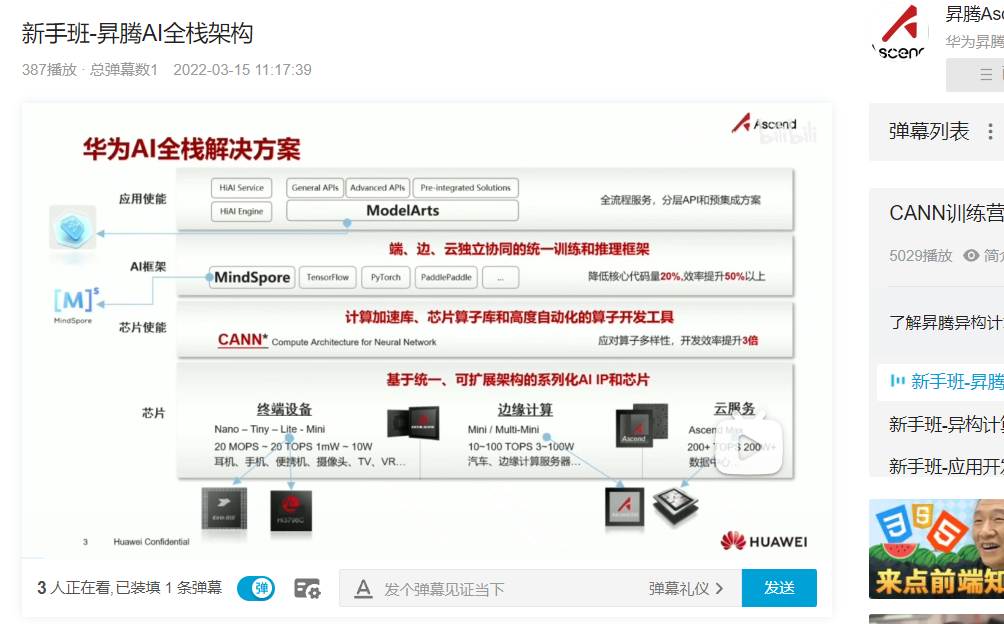 新手班-昇腾AI全栈架构
387播放 · 总弹幕数1 2022-03-15 11:17:39
Ascend
bilibili
华为AI全栈解决方案
应用使能
HiAI Service
General APIs
Advanced APIs
Pre-integrated Solutions
HiAI Engine
ModelArts
全流程服务，分层API和预集成方案
端、边、云独立协同的统一训练和推理框架
AI框架
MindSpore
TensorFlow
PyTorch
PaddlePaddle
...
降低核心代码量20%,效率提升50%以上
[M]s
MindSpore
芯片使能
计算加速库、芯片算子库和高度自动化的算子开发工具
CANN* Compute Architecture for Neural Network
应对算子多样性，开发效率提升3倍
基于统一、可扩展架构的系列化AI IP和芯片
芯片
终端设备
Nano – Tiny – Lite - Mini
20 MOPS ~ 20 TOPS 1mW ~ 10W
耳机、手机、便携机、摄像头、TV、VR…
边缘计算
Mini / Multi-Mini
10~100 TOPS 3~100W
汽车、边缘计算服务器…
Ascend
云服务
Ascend Max
200+ TOPS 200W+
数据中心…
Hi3796C
3 Huawei Confidential
HUAWEI
3 人正在看, 已装填 1 条弹幕
弹
A 发个弹幕见证当下
弹幕礼仪 >
发送
昇腾Asc
华为昇腾
scend
弹幕列表
CANN训练营
5029播放 简介
了解昇腾异构计
新手班-昇腾
新手班-异构计算
新手班-应用开发
来点前端知